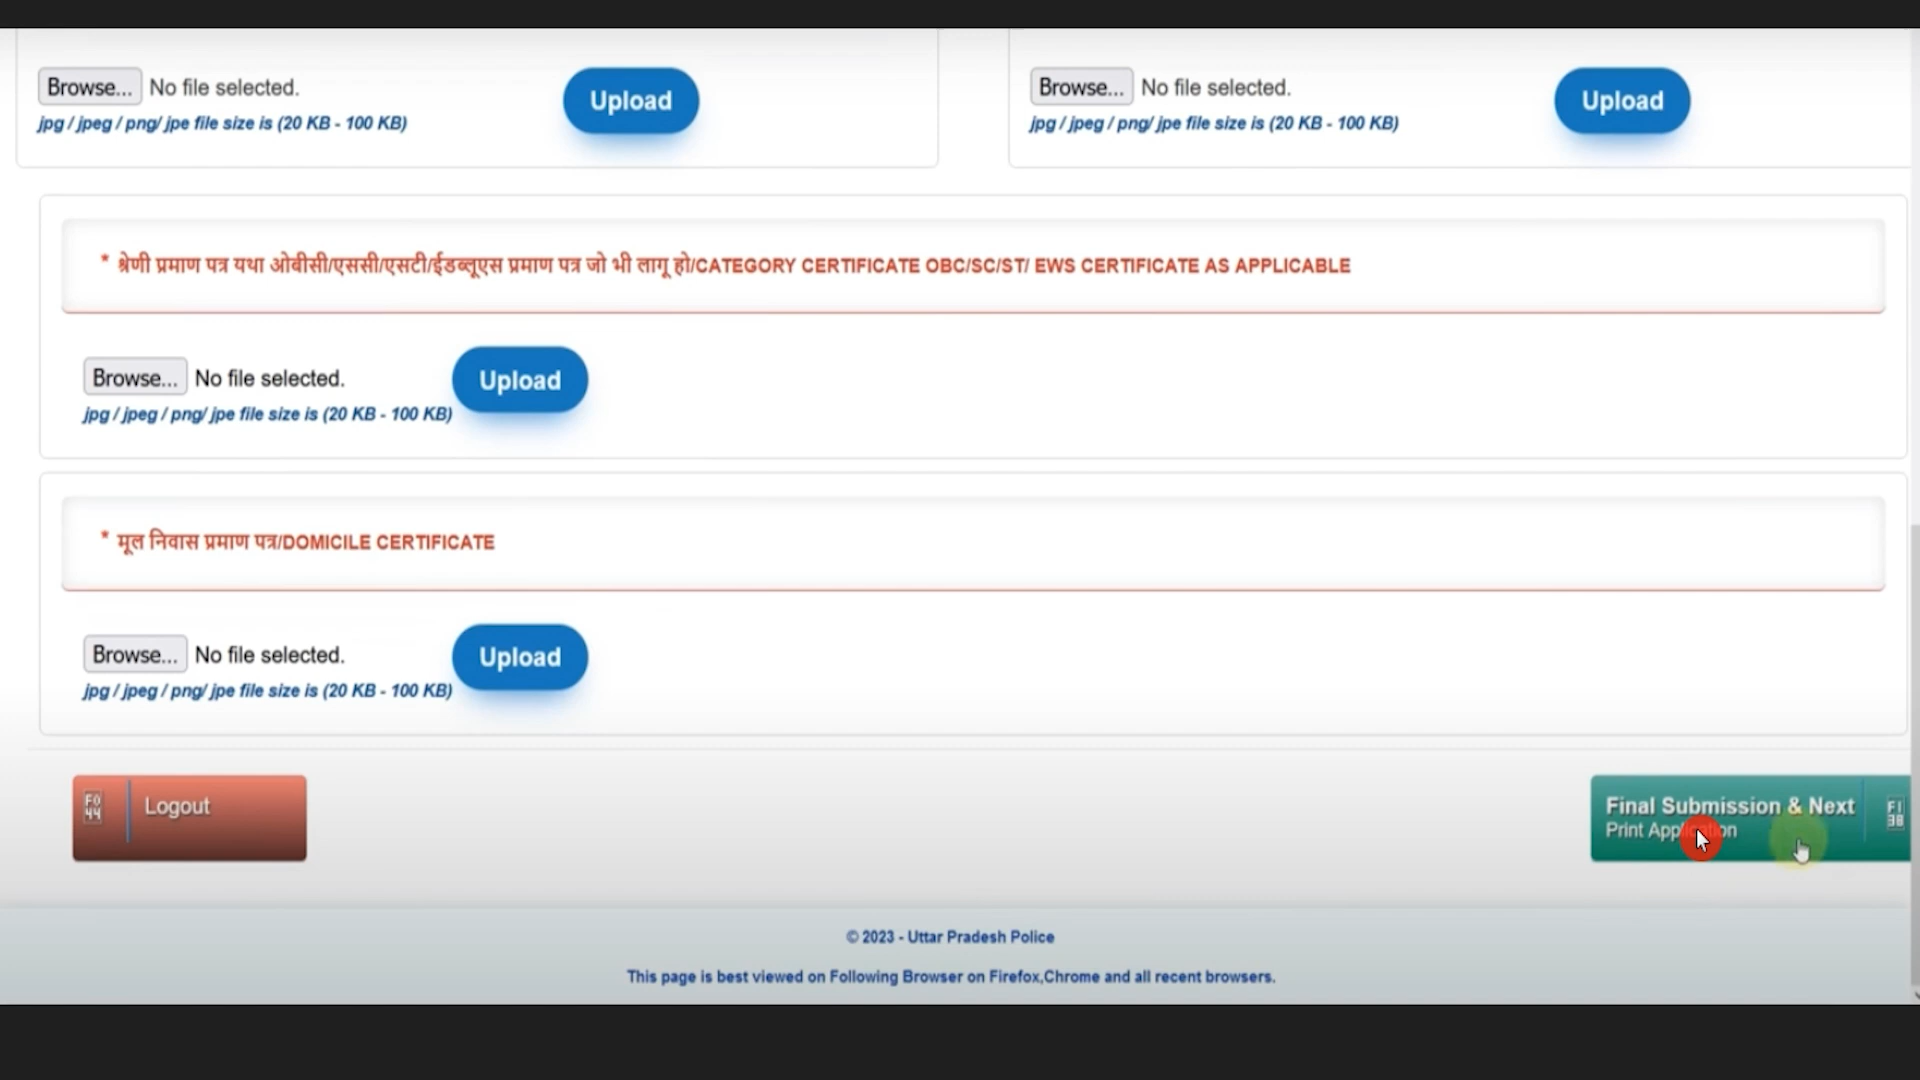 Browse... No file selected. Upload
jpg / jpeg / png/ jpe file size is (20 KB - 100 KB)
Browse... No file selected. Upload
jpg / jpeg / png/ jpe file size is (20 KB - 100 KB)
* श्रेणी प्रमाण पत्र यथा ओबीसी/एससी/एसटी/ईडब्लूएस प्रमाण पत्र जो भी लागू हो/CATEGORY CERTIFICATE OBC/SC/ST/ EWS CERTIFICATE AS APPLICABLE
Browse... No file selected. Upload
jpg / jpeg / png/ jpe file size is (20 KB - 100 KB)
* मूल निवास प्रमाण पत्र/DOMICILE CERTIFICATE
Browse... No file selected. Upload
jpg / jpeg / png/ jpe file size is (20 KB - 100 KB)
Logout
Final Submission & Next
Print Application
© 2023 - Uttar Pradesh Police
This page is best viewed on Following Browser on Firefox,Chrome and all recent browsers.